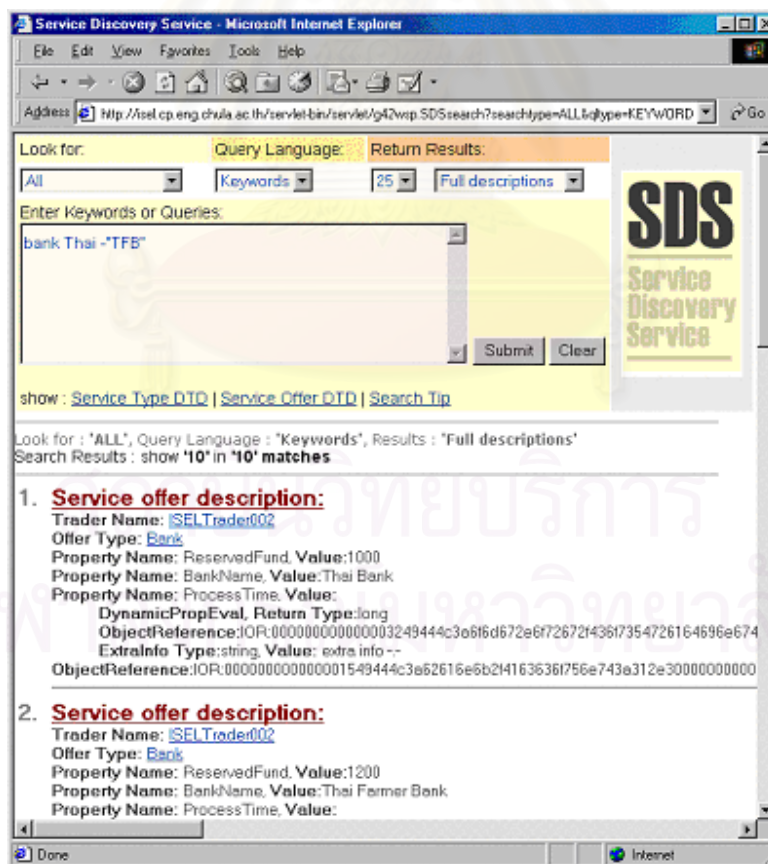 Service Discovery Service - Microsoft Internet Explorer
File Edit View Favorites Tools Help
Address http://isel.cp.eng.chula.ac.th/servlet-bin/servlet/g42wsp.SDSsearch?searchtype=ALL&qltype=KEYWORD Go
Look for: Query Language: Return Results:
All Keywords 25 Full descriptions
Enter Keywords or Queries:
bank Thai -"TFB"
SDS
Service
Discovery
Service
Submit Clear
show : Service Type DTD | Service Offer DTD | Search Tip
Look for : "ALL", Query Language : "Keywords", Results : "Full descriptions"
Search Results : show "10" in "10" matches
1. Service offer description:
Trader Name: ISELTrader002
Offer Type: Bank
Property Name: ReservedFund, Value:1000
Property Name: BankName, Value:Thai Bank
Property Name: ProcessTime, Value:
DynamicPropEval, Return Type:long
ObjectReference:IOR:000000000000003249444c3a6f6d672e6f72672f436f7354726164696e674
ExtraInfo Type:string, Value: extra info -:-
ObjectReference:IOR:000000000000001549444c3a62616e6b2f4163636f756e743a312e30000000000
2. Service offer description:
Trader Name: ISELTrader002
Offer Type: Bank
Property Name: ReservedFund, Value:1200
Property Name: BankName, Value:Thai Farmer Bank
Property Name: ProcessTime, Value:
Done Internet